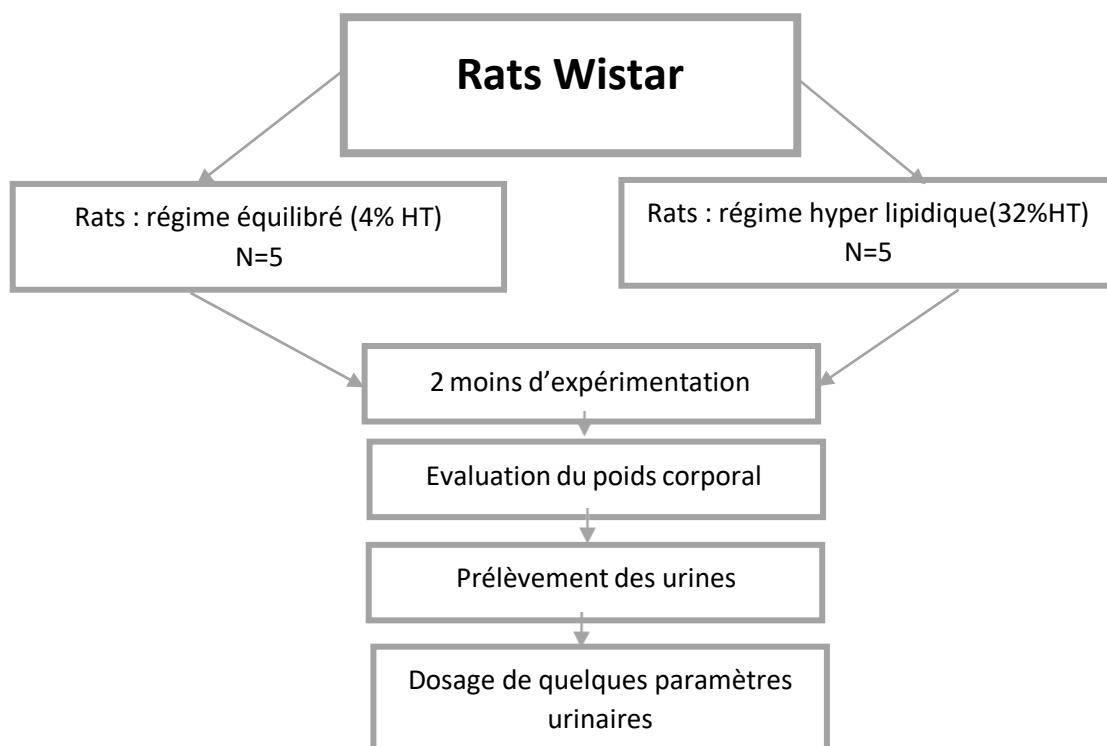 Rats Wistar
Rats : régime équilibré (4% HT)
N=5
Rats : régime hyper lipidique(32%HT)
N=5
2 moins d’expérimentation
Evaluation du poids corporal
Prélèvement des urines
Dosage de quelques paramètres
urinaires